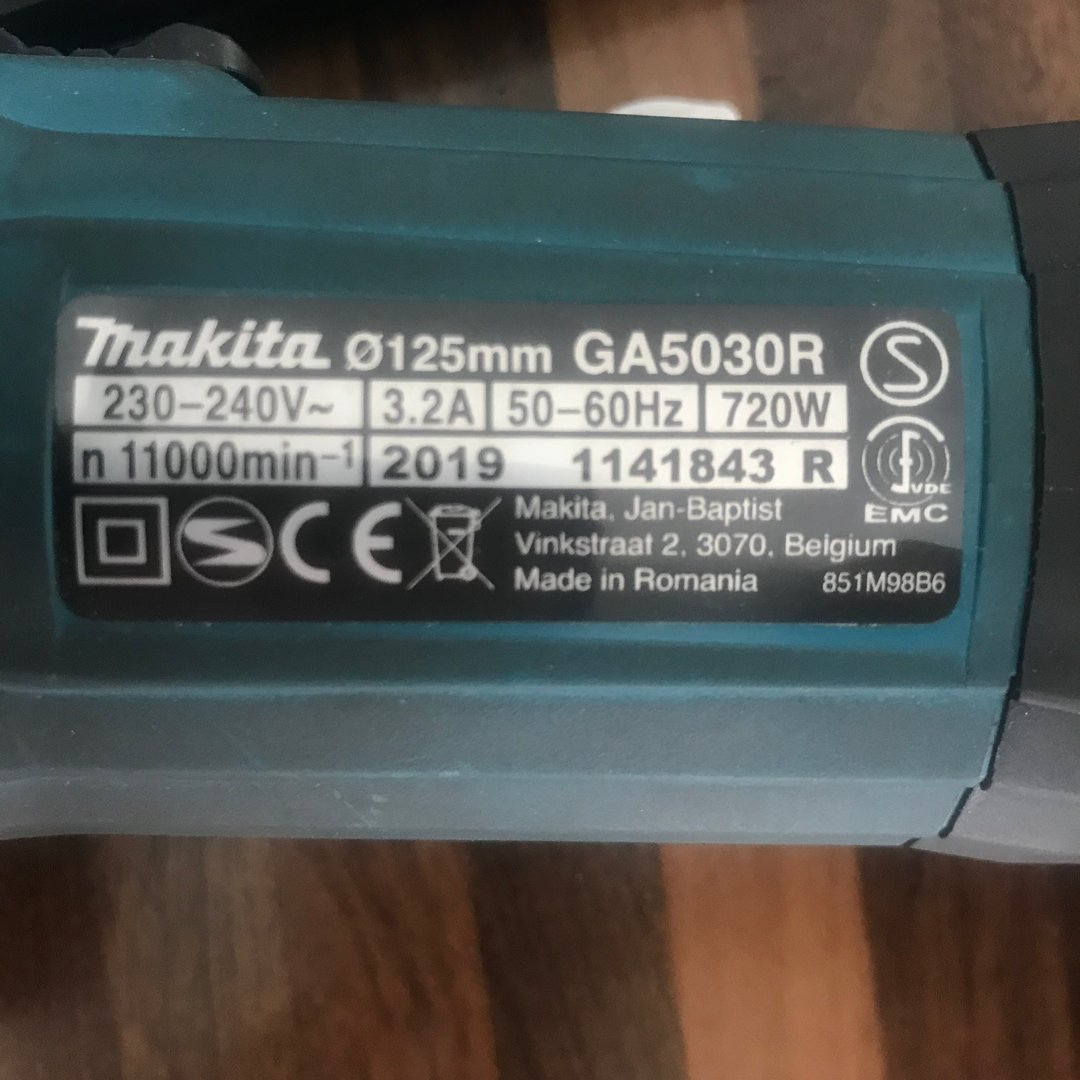 makita Ø125mm GA5030R S
230-240V~ 3.2A 50-60Hz 720W
n 11000min⁻¹ 2019 1141843 R
VDE
EMC
CE
Makita, Jan-Baptist
Vinkstraat 2, 3070, Belgium
Made in Romania 851M98B6